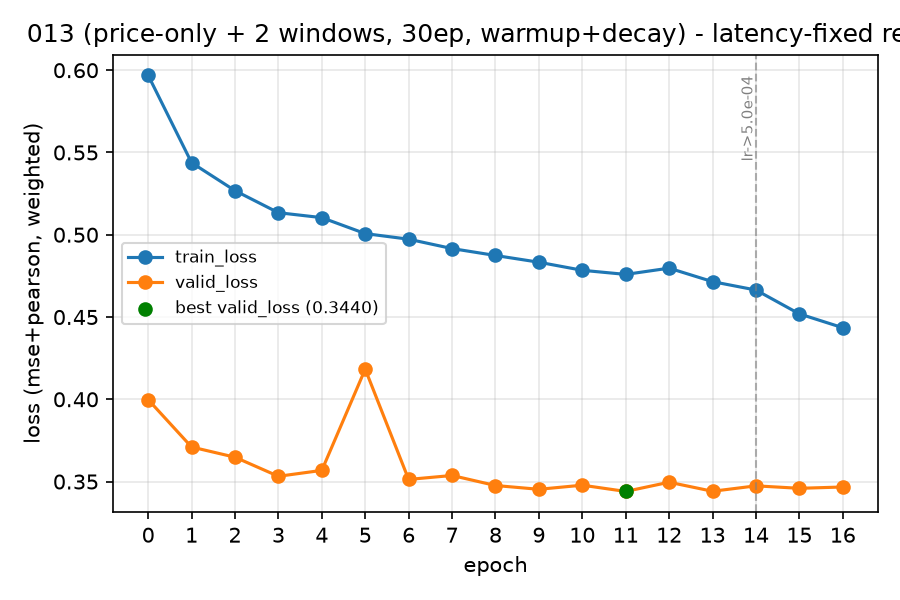 013 (price-only + 2 windows, 30ep, warmup+decay) - latency-fixed re
loss (mse+pearson, weighted)
0.60
0.55
0.50
0.45
0.40
0.35
lr->5.0e-04
train_loss
valid_loss
best valid_loss (0.3440)
0 1 2 3 4 5 6 7 8 9 10 11 12 13 14 15 16
epoch